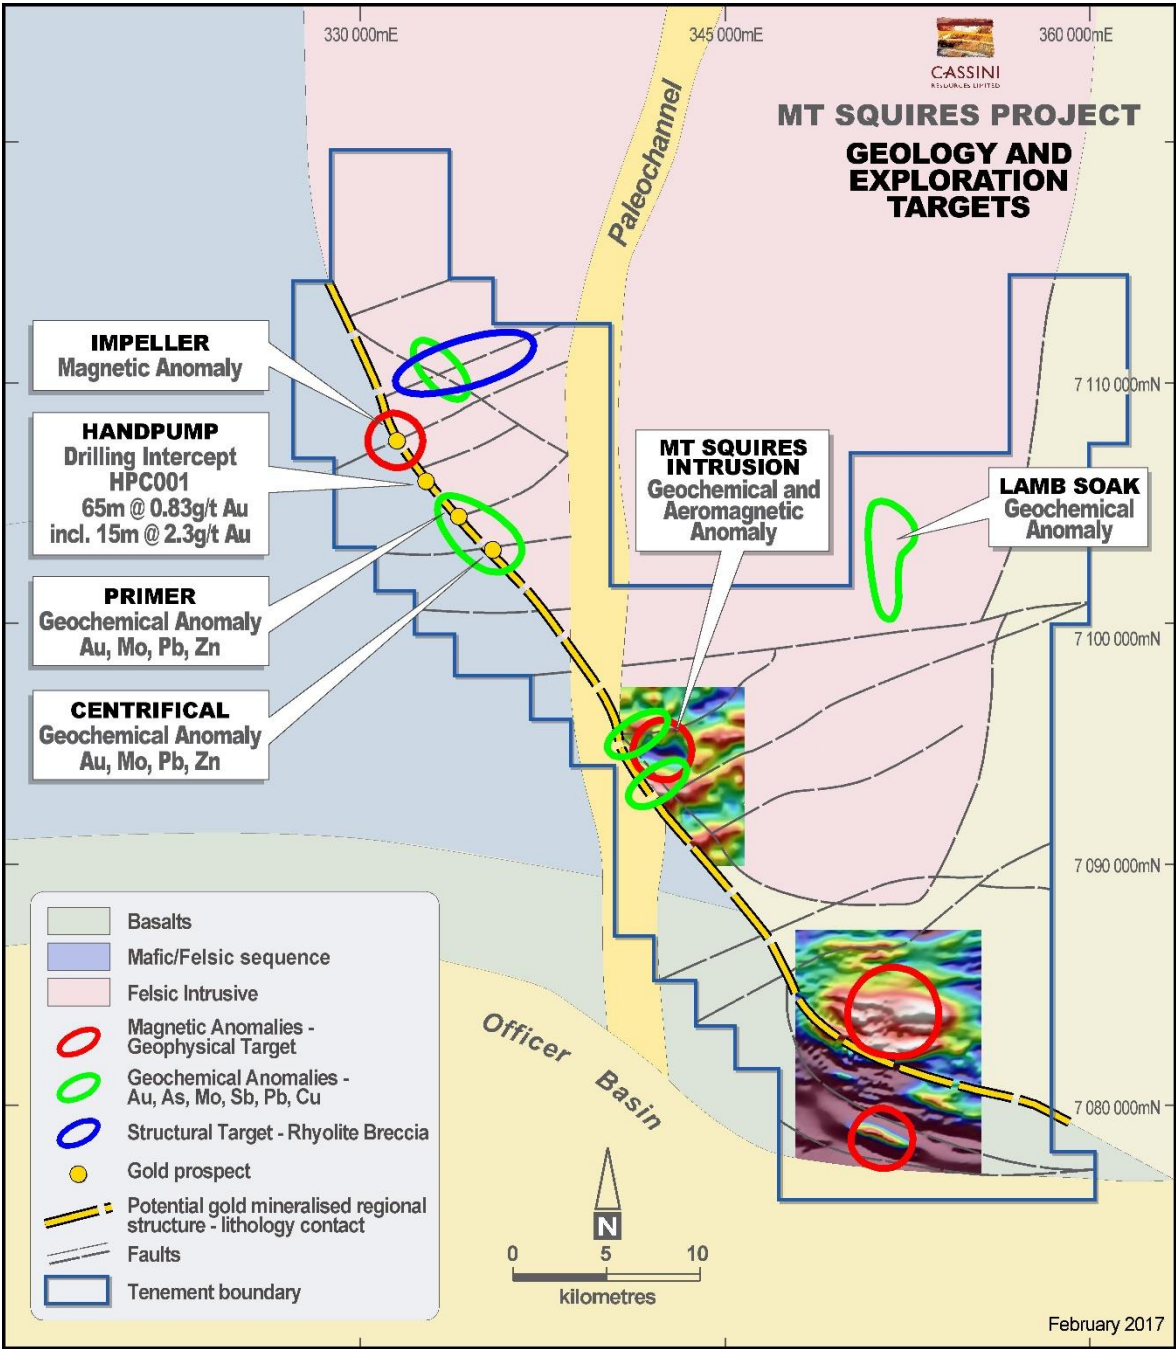 330 000mE
345 000mE
360 000mE
CASSINI
RESOURCES LIMITED
MT SQUIRES PROJECT
GEOLOGY AND
EXPLORATION
TARGETS
Paleochannel
IMPELLER
Magnetic Anomaly
7 110 000mN
HANDPUMP
Drilling Intercept
HPC001
65m @ 0.83g/t Au
incl. 15m @ 2.3g/t Au
MT SQUIRES
INTRUSION
Geochemical and
Aeromagnetic
Anomaly
LAMB SOAK
Geochemical
Anomaly
PRIMER
Geochemical Anomaly
Au, Mo, Pb, Zn
7 100 000mN
CENTRIFICAL
Geochemical Anomaly
Au, Mo, Pb, Zn
7 090 000mN
Basalts
Mafic/Felsic sequence
Felsic Intrusive
Magnetic Anomalies -
Geophysical Target
Geochemical Anomalies -
Au, As, Mo, Sb, Pb, Cu
Structural Target - Rhyolite Breccia
Gold prospect
Potential gold mineralised regional
structure - lithology contact
Faults
Tenement boundary
Officer Basin
7 080 000mN
N
0 5 10
kilometres
February 2017